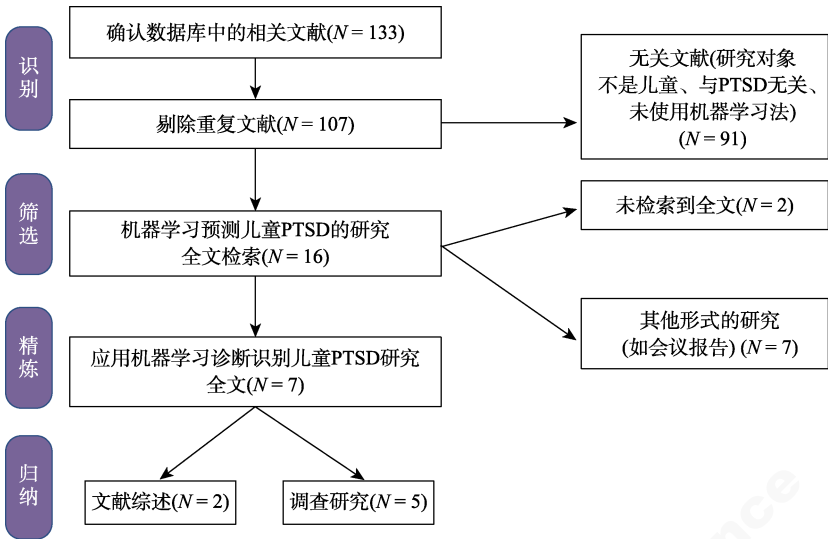 识别
确认数据库中的相关文献(N = 133)
剔除重复文献(N = 107)
无关文献(研究对象
不是儿童、与PTSD无关、
未使用机器学习法)
(N = 91)
筛选
机器学习预测儿童PTSD的研究
全文检索(N = 16)
未检索到全文(N = 2)
其他形式的研究
(如会议报告) (N = 7)
精炼
应用机器学习诊断识别儿童PTSD研究
全文(N = 7)
归纳
文献综述(N = 2)
调查研究(N = 5)
nce